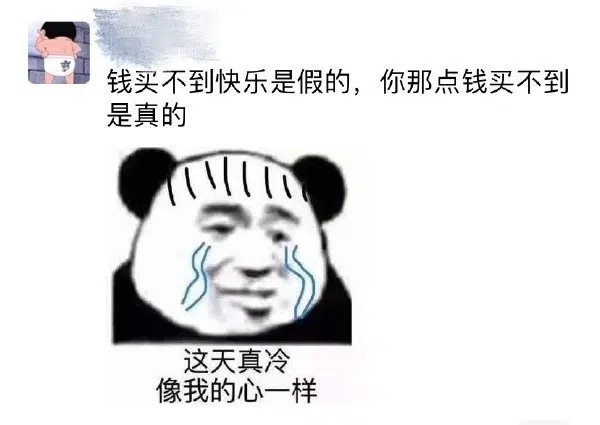 钱买不到快乐是假的，你那点钱买不到
是真的
这天真冷
像我的心一样